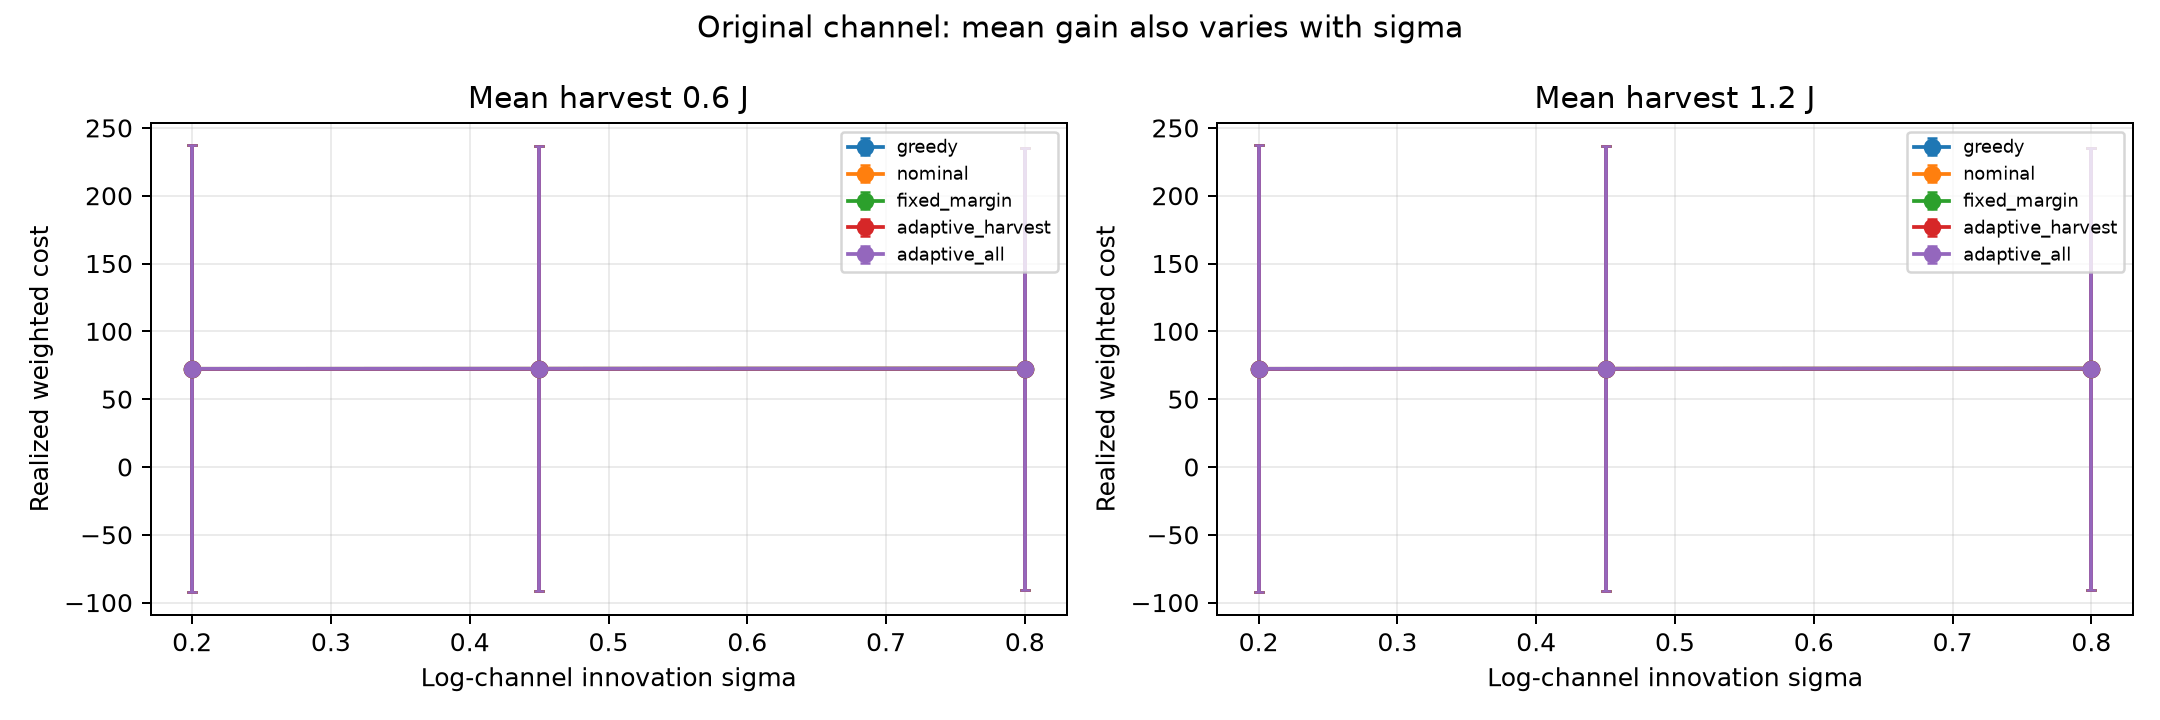 Original channel: mean gain also varies with sigma
Mean harvest 0.6 J
250
200
150
100
50
0
−50
−100
Realized weighted cost
greedy
nominal
fixed_margin
adaptive_harvest
adaptive_all
0.2 0.3 0.4 0.5 0.6 0.7 0.8
Log-channel innovation sigma
Mean harvest 1.2 J
250
200
150
100
50
0
−50
−100
Realized weighted cost
greedy
nominal
fixed_margin
adaptive_harvest
adaptive_all
0.2 0.3 0.4 0.5 0.6 0.7 0.8
Log-channel innovation sigma